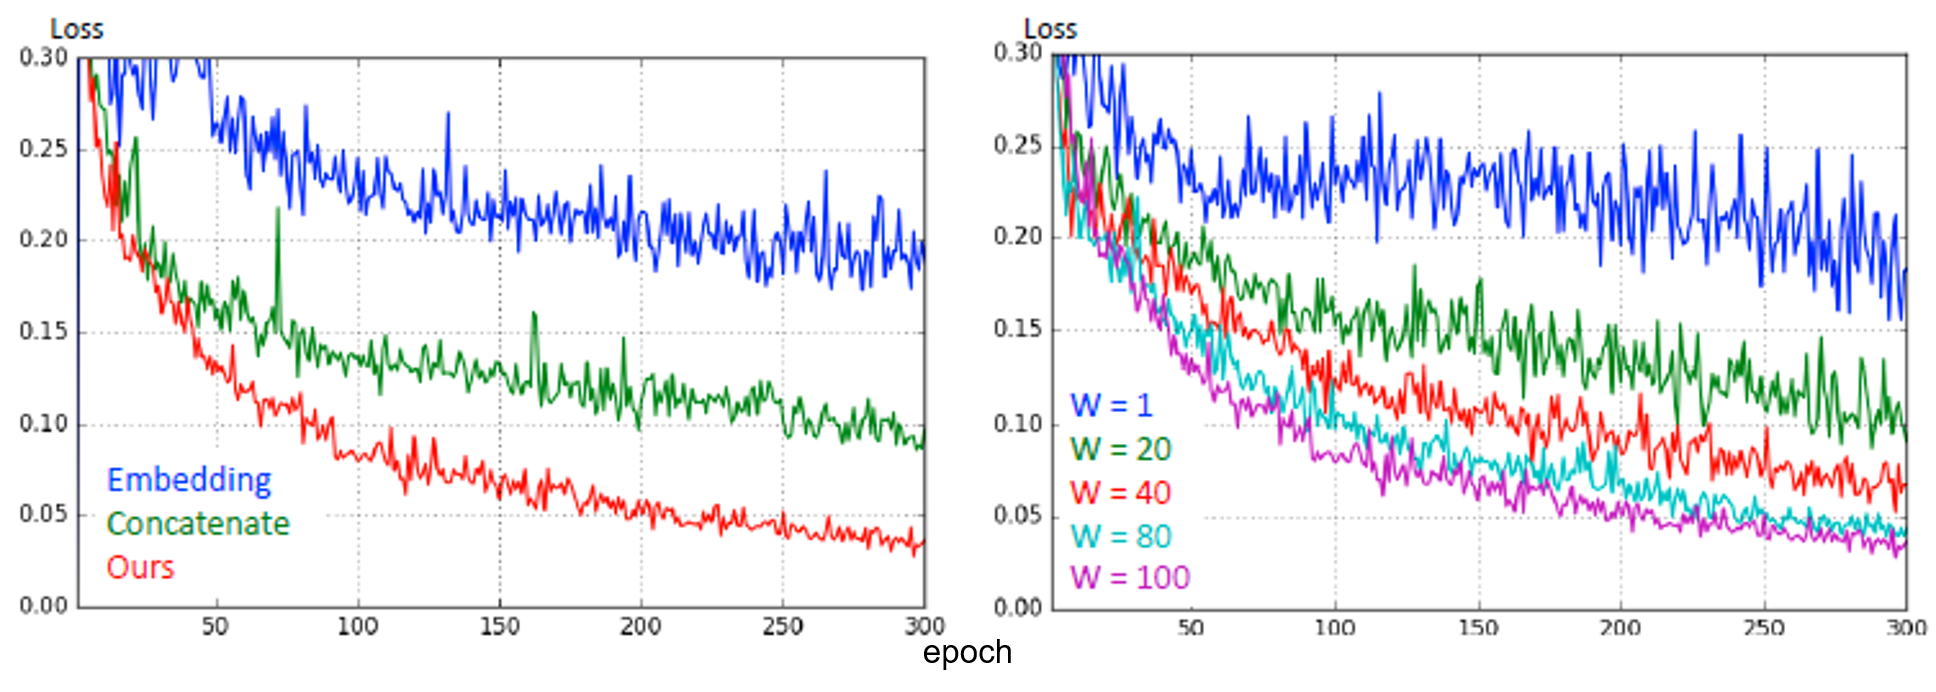 Loss
0.30
0.25
0.20
0.15
0.10
0.05
0.00
Embedding
Concatenate
Ours
50 100 150 200 250 300
Loss
0.30
0.25
0.20
0.15
0.10
0.05
0.00
W = 1
W = 20
W = 40
W = 80
W = 100
50 100 150 200 250 300
epoch